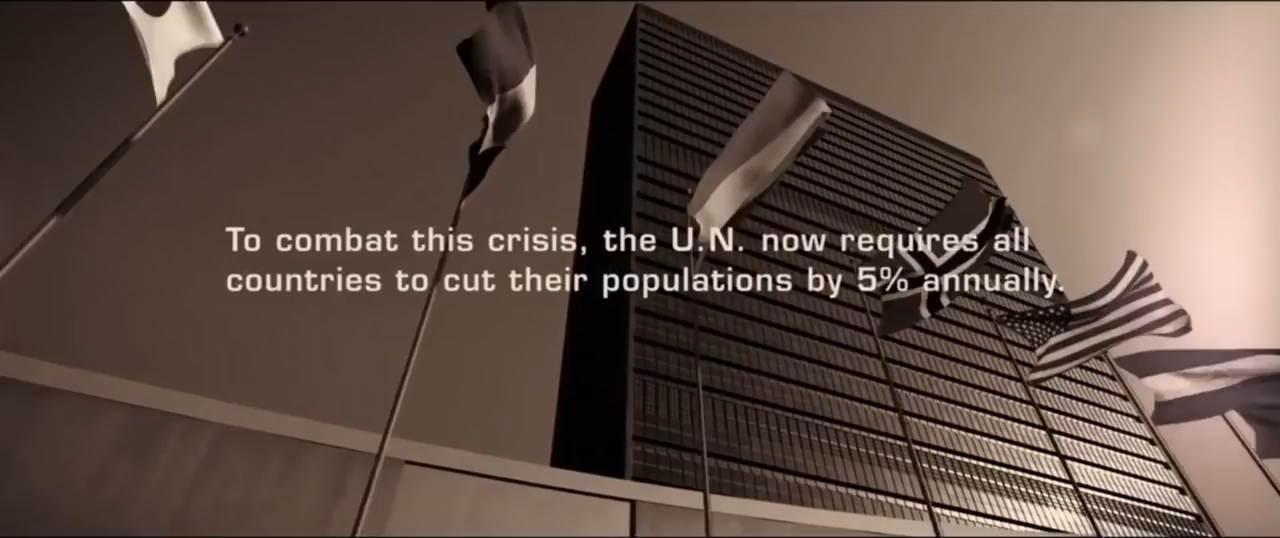 To combat this crisis, the U.N. now requires all
countries to cut their populations by 5% annually.